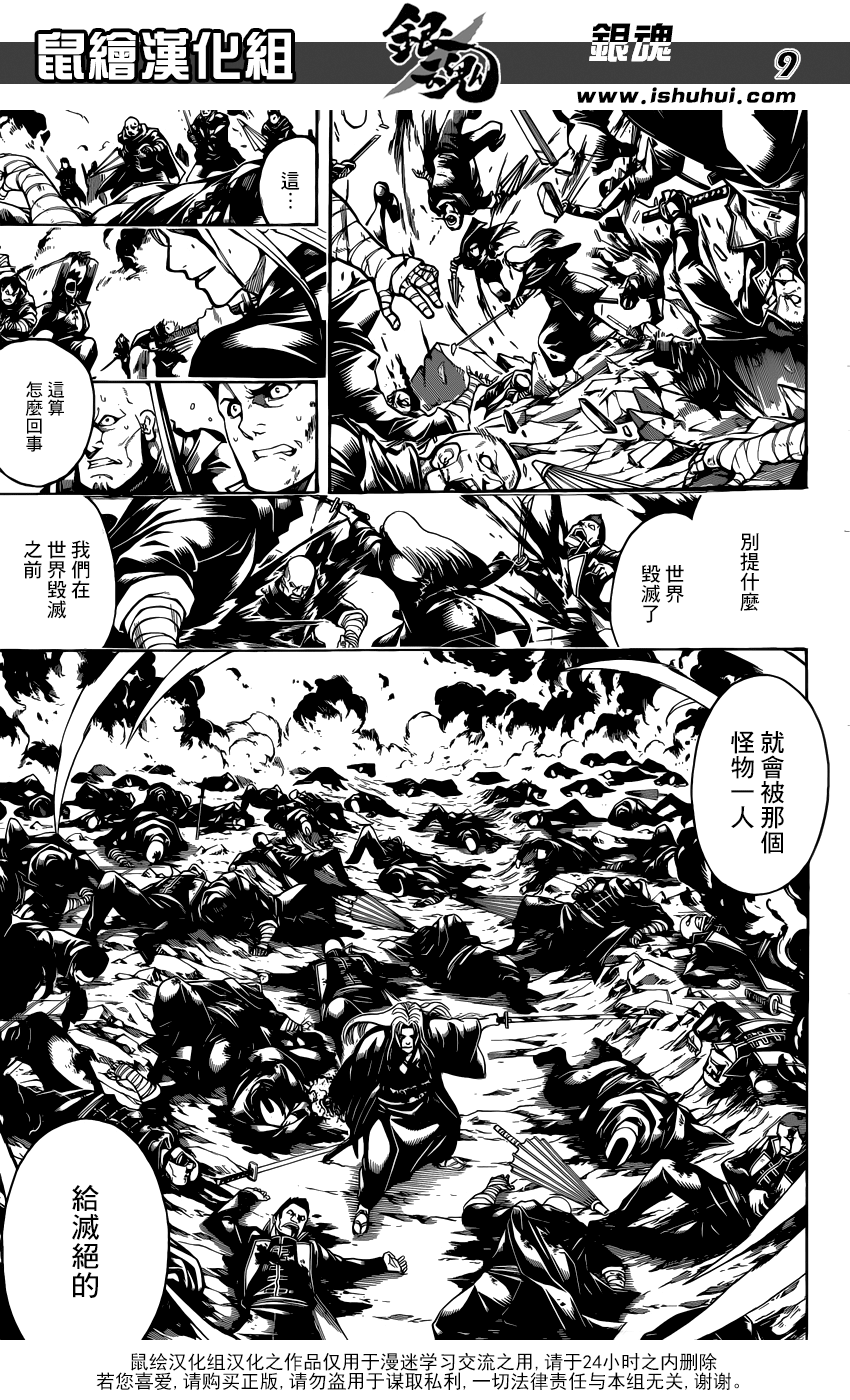 鼠繪漢化組
銀魂
銀魂
9
www.ishuhui.com
這…
這算
怎麼回事
別提什麼
世界
毀滅了
我們在
世界毀滅
之前
就會被那個
怪物一人
給滅絕的
鼠绘汉化组汉化之作品仅用于漫迷学习交流之用, 请于24小时之内删除
若您喜爱, 请购买正版, 请勿盗用于谋取私利, 一切法律责任与本组无关, 谢谢。